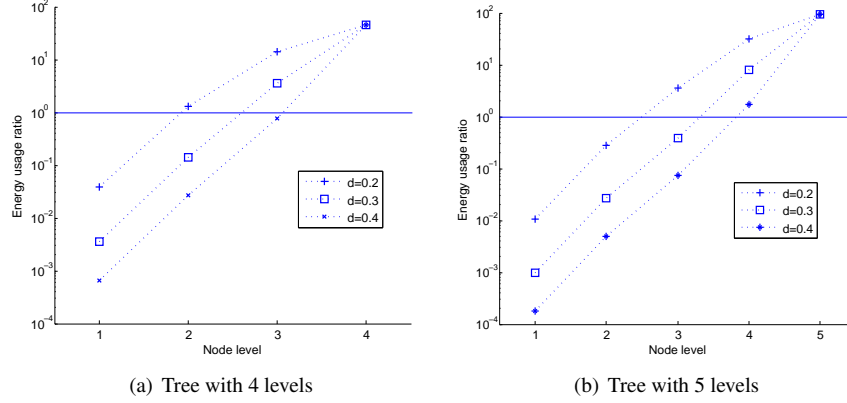 10^2
10^1
10^0
10^-1
10^-2
10^-3
10^-4
Energy usage ratio
1 2 3 4
Node level
d=0.2
d=0.3
d=0.4
(a) Tree with 4 levels
10^2
10^1
10^0
10^-1
10^-2
10^-3
10^-4
Energy usage ratio
1 2 3 4 5
Node level
d=0.2
d=0.3
d=0.4
(b) Tree with 5 levels